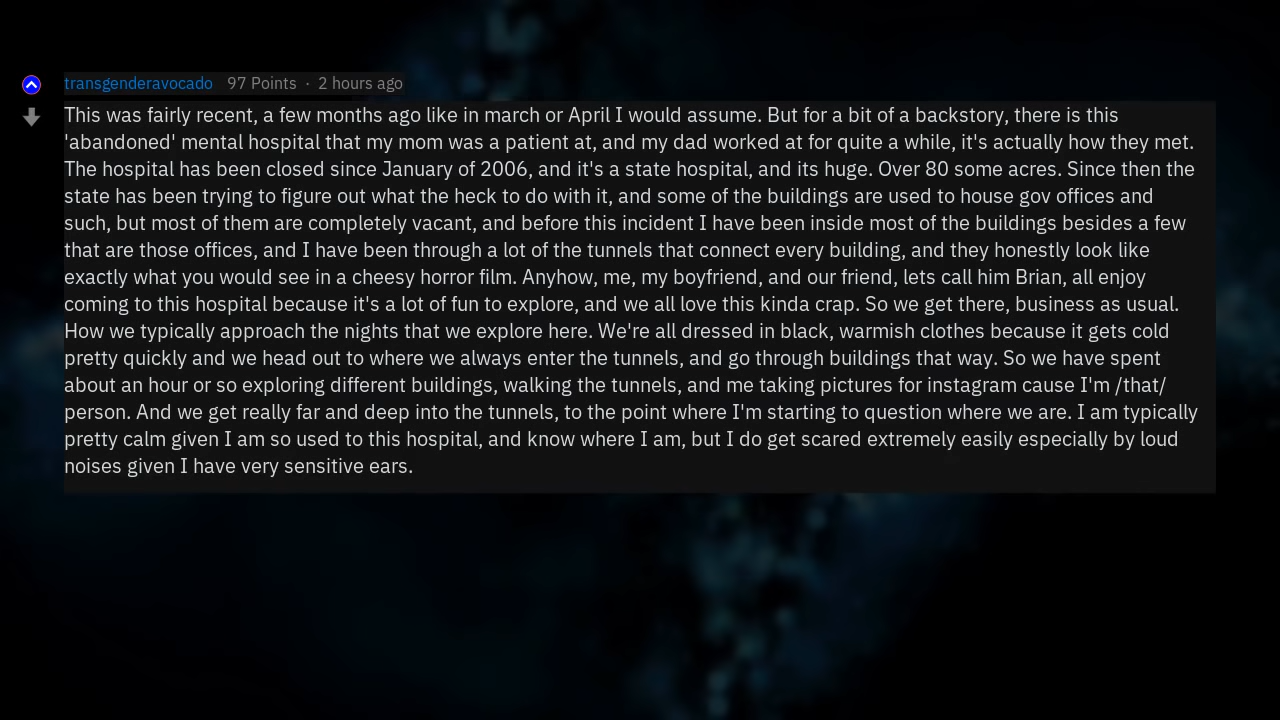 transgenderavocado 97 Points · 2 hours ago
This was fairly recent, a few months ago like in march or April I would assume. But for a bit of a backstory, there is this
'abandoned' mental hospital that my mom was a patient at, and my dad worked at for quite a while, it's actually how they met.
The hospital has been closed since January of 2006, and it's a state hospital, and its huge. Over 80 some acres. Since then the
state has been trying to figure out what the heck to do with it, and some of the buildings are used to house gov offices and
such, but most of them are completely vacant, and before this incident I have been inside most of the buildings besides a few
that are those offices, and I have been through a lot of the tunnels that connect every building, and they honestly look like
exactly what you would see in a cheesy horror film. Anyhow, me, my boyfriend, and our friend, lets call him Brian, all enjoy
coming to this hospital because it's a lot of fun to explore, and we all love this kinda crap. So we get there, business as usual.
How we typically approach the nights that we explore here. We're all dressed in black, warmish clothes because it gets cold
pretty quickly and we head out to where we always enter the tunnels, and go through buildings that way. So we have spent
about an hour or so exploring different buildings, walking the tunnels, and me taking pictures for instagram cause I'm /that/
person. And we get really far and deep into the tunnels, to the point where I'm starting to question where we are. I am typically
pretty calm given I am so used to this hospital, and know where I am, but I do get scared extremely easily especially by loud
noises given I have very sensitive ears.